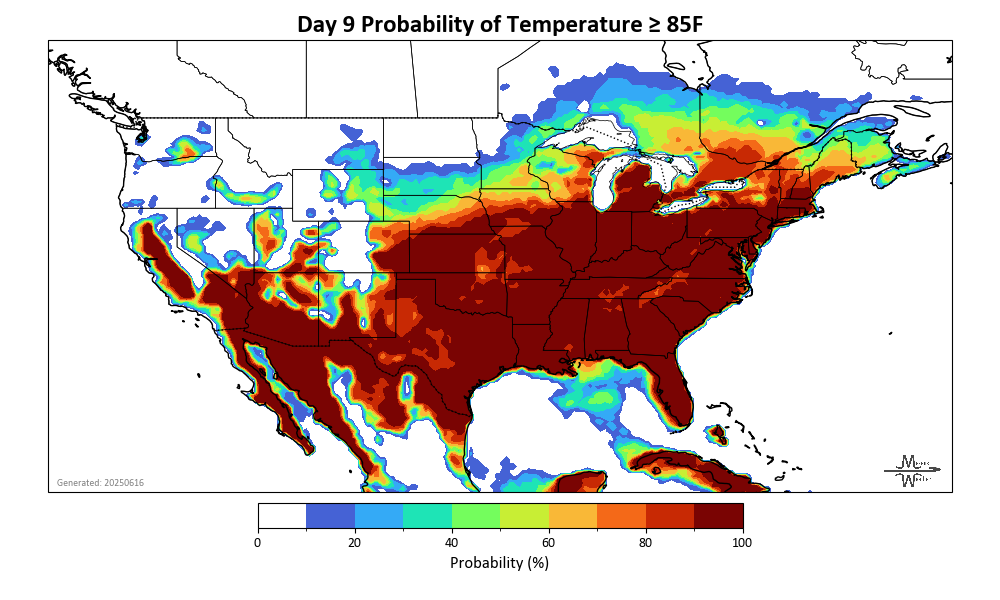 Day 9 Probability of Temperature ≥ 85F
Generated: 20250616
0 20 40 60 80 100
Probability (%)